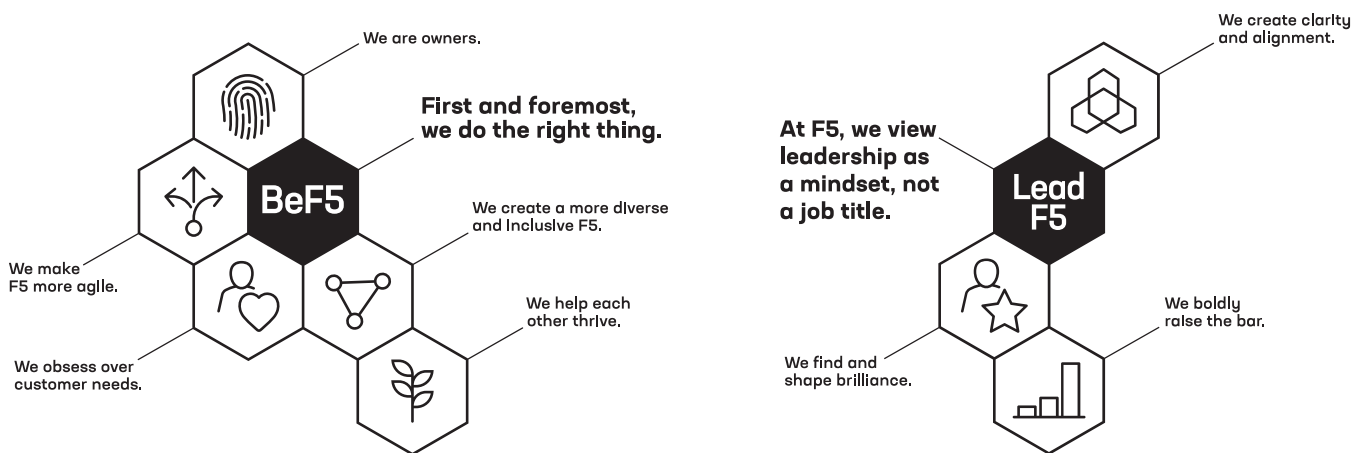 We are owners.
First and foremost,
we do the right thing.
BeF5
We create a more diverse
and inclusive F5.
We make
F5 more agile.
We help each
other thrive.
We obsess over
customer needs.
We create clarity
and alignment.
At F5, we view
leadership as
a mindset, not
a job title.
Lead
F5
We boldly
raise the bar.
We find and
shape brilliance.